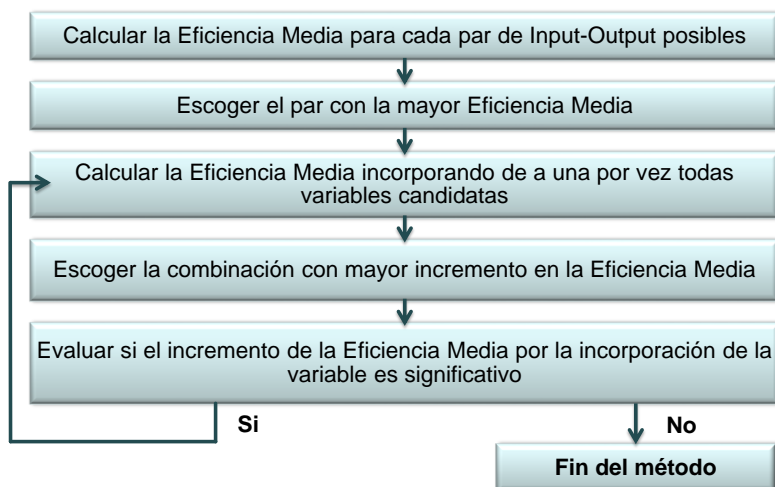 Calcular la Eficiencia Media para cada par de Input-Output posibles
Escoger el par con la mayor Eficiencia Media
Calcular la Eficiencia Media incorporando de a una por vez todas
variables candidatas
Escoger la combinación con mayor incremento en la Eficiencia Media
Evaluar si el incremento de la Eficiencia Media por la incorporación de la
variable es significativo
Si
No
Fin del método